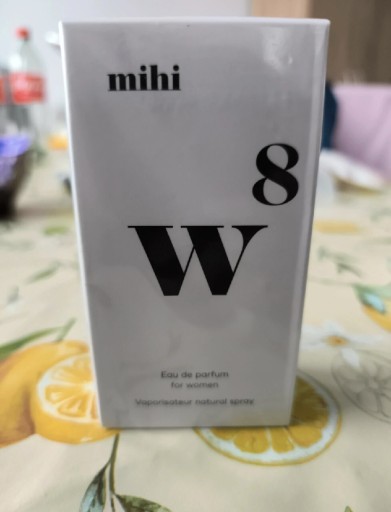 mihi
8
W
Eau de parfum
for women
Vaporisateur natural spray